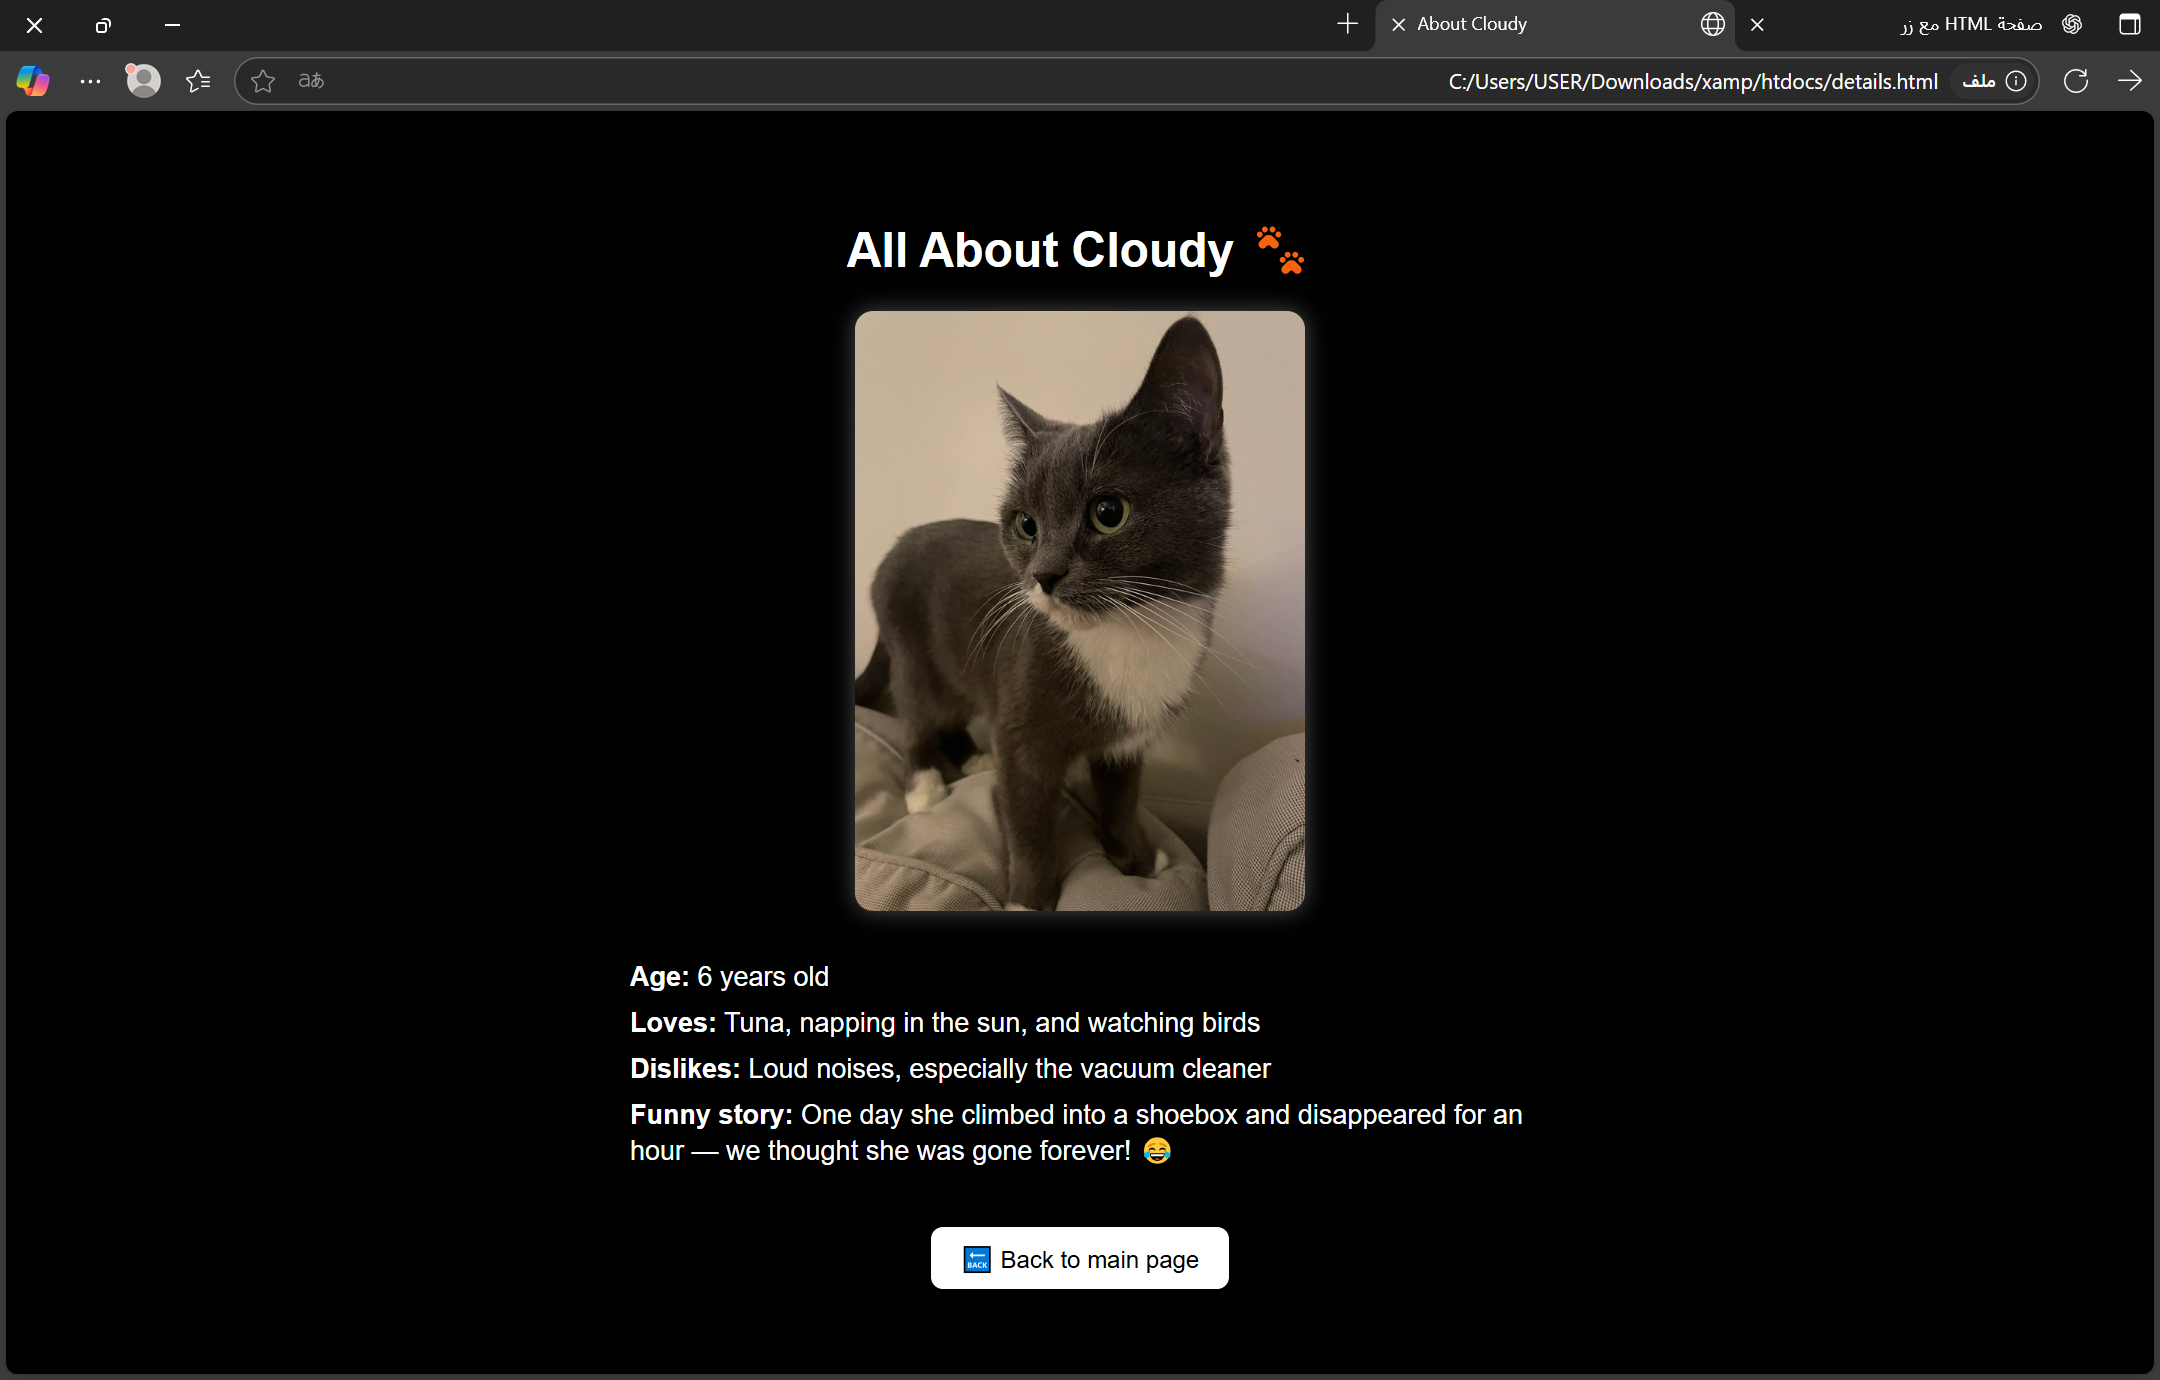 About Cloudy
صفحة HTML مع زر
aあ
C:/Users/USER/Downloads/xamp/htdocs/details.html
ملف
All About Cloudy 🐾
Age: 6 years old
Loves: Tuna, napping in the sun, and watching birds
Dislikes: Loud noises, especially the vacuum cleaner
Funny story: One day she climbed into a shoebox and disappeared for an
hour — we thought she was gone forever! 😂
🔙 Back to main page